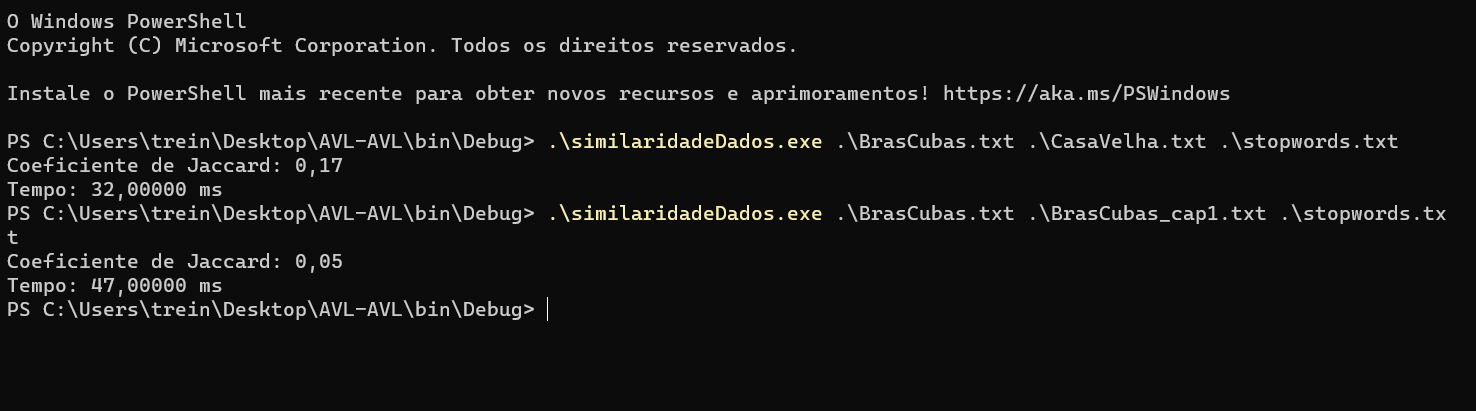 O Windows PowerShell
Copyright (C) Microsoft Corporation. Todos os direitos reservados.
Instale o PowerShell mais recente para obter novos recursos e aprimoramentos! https://aka.ms/PSWindows
PS C:\Users\trein\Desktop\AVL-AVL\bin\Debug> .\similaridadeDados.exe .\BrasCubas.txt .\CasaVelha.txt .\stopwords.txt
Coeficiente de Jaccard: 0,17
Tempo: 32,00000 ms
PS C:\Users\trein\Desktop\AVL-AVL\bin\Debug> .\similaridadeDados.exe .\BrasCubas.txt .\BrasCubas_cap1.txt .\stopwords.tx
t
Coeficiente de Jaccard: 0,05
Tempo: 47,00000 ms
PS C:\Users\trein\Desktop\AVL-AVL\bin\Debug>